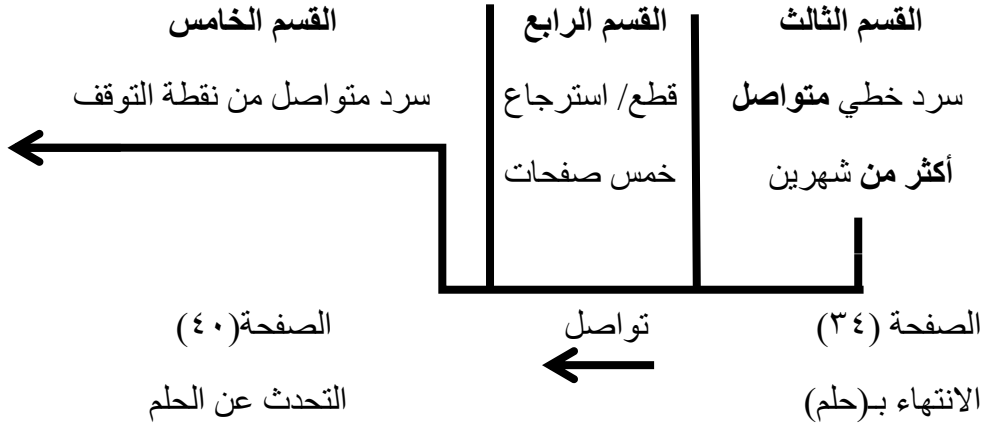 القسم الثالث
سرد خطي متواصل
أكثر من شهرين
القسم الرابع
قطع/ استرجاع
خمس صفحات
القسم الخامس
سرد متواصل من نقطة التوقف
الصفحة (٣٤)
الانتهاء بـ(حلم)
تواصل
الصفحة(٤٠)
التحدث عن الحلم